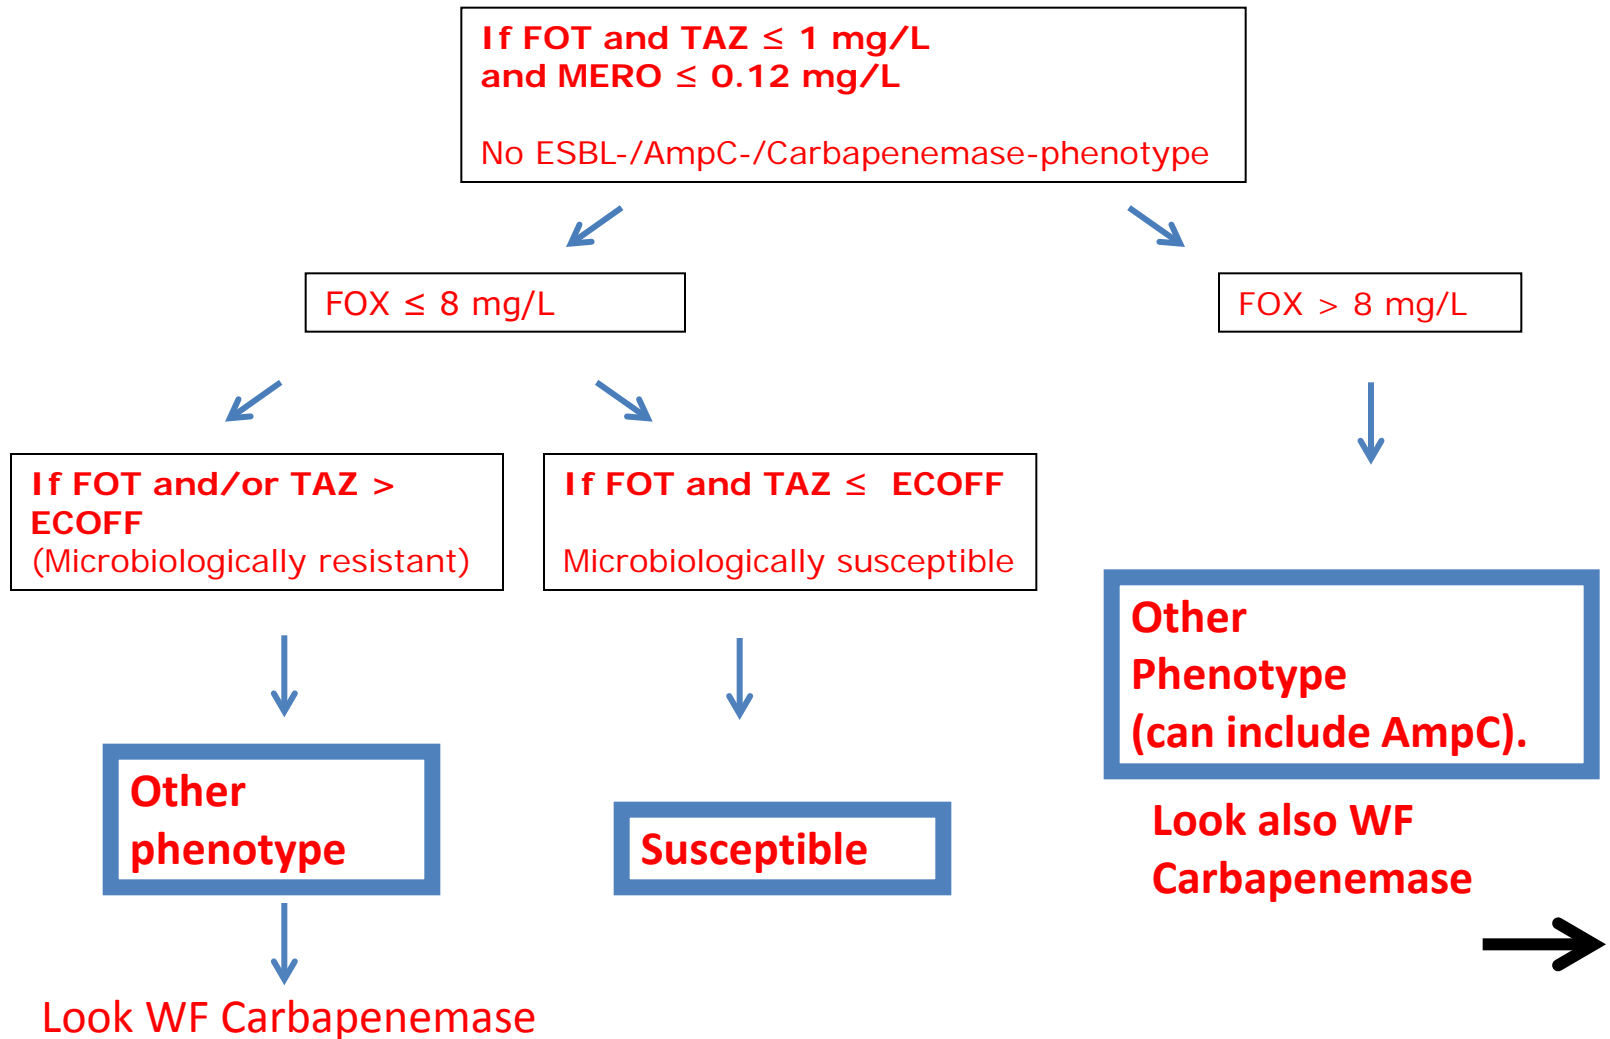 If FOT and TAZ ≤ 1 mg/L
and MERO ≤ 0.12 mg/L
No ESBL-/AmpC-/Carbapenemase-phenotype
FOX ≤ 8 mg/L
FOX > 8 mg/L
If FOT and/or TAZ >
ECOFF
(Microbiologically resistant)
If FOT and TAZ ≤ ECOFF
Microbiologically susceptible
Other
Phenotype
(can include AmpC).
Other
phenotype
Susceptible
Look also WF
Carbapenemase
Look WF Carbapenemase